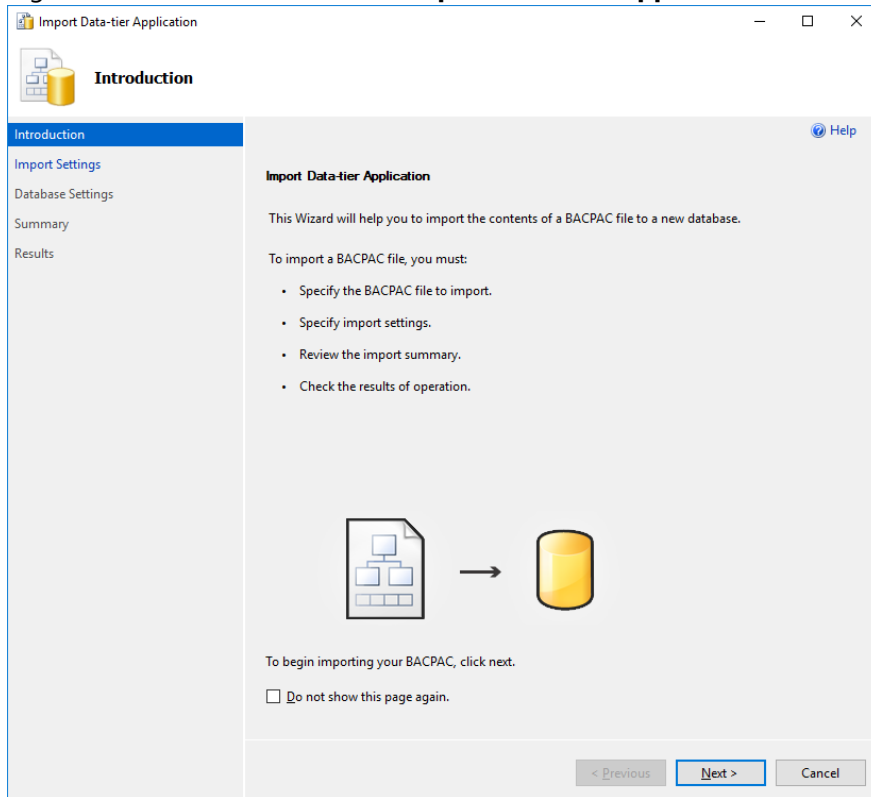 Import Data-tier Application
Introduction
Introduction
Import Settings
Database Settings
Summary
Results
Help
Import Data-tier Application
This Wizard will help you to import the contents of a BACPAC file to a new database.
To import a BACPAC file, you must:
• Specify the BACPAC file to import.
• Specify import settings.
• Review the import summary.
• Check the results of operation.
To begin importing your BACPAC, click next.
Do not show this page again.
< Previous
Next >
Cancel